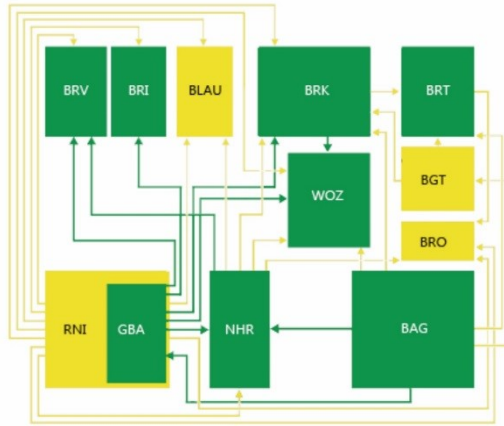 BRV BRI BLAU BRK BRT
BGT
WOZ
BRO
RNI GBA NHR BAG